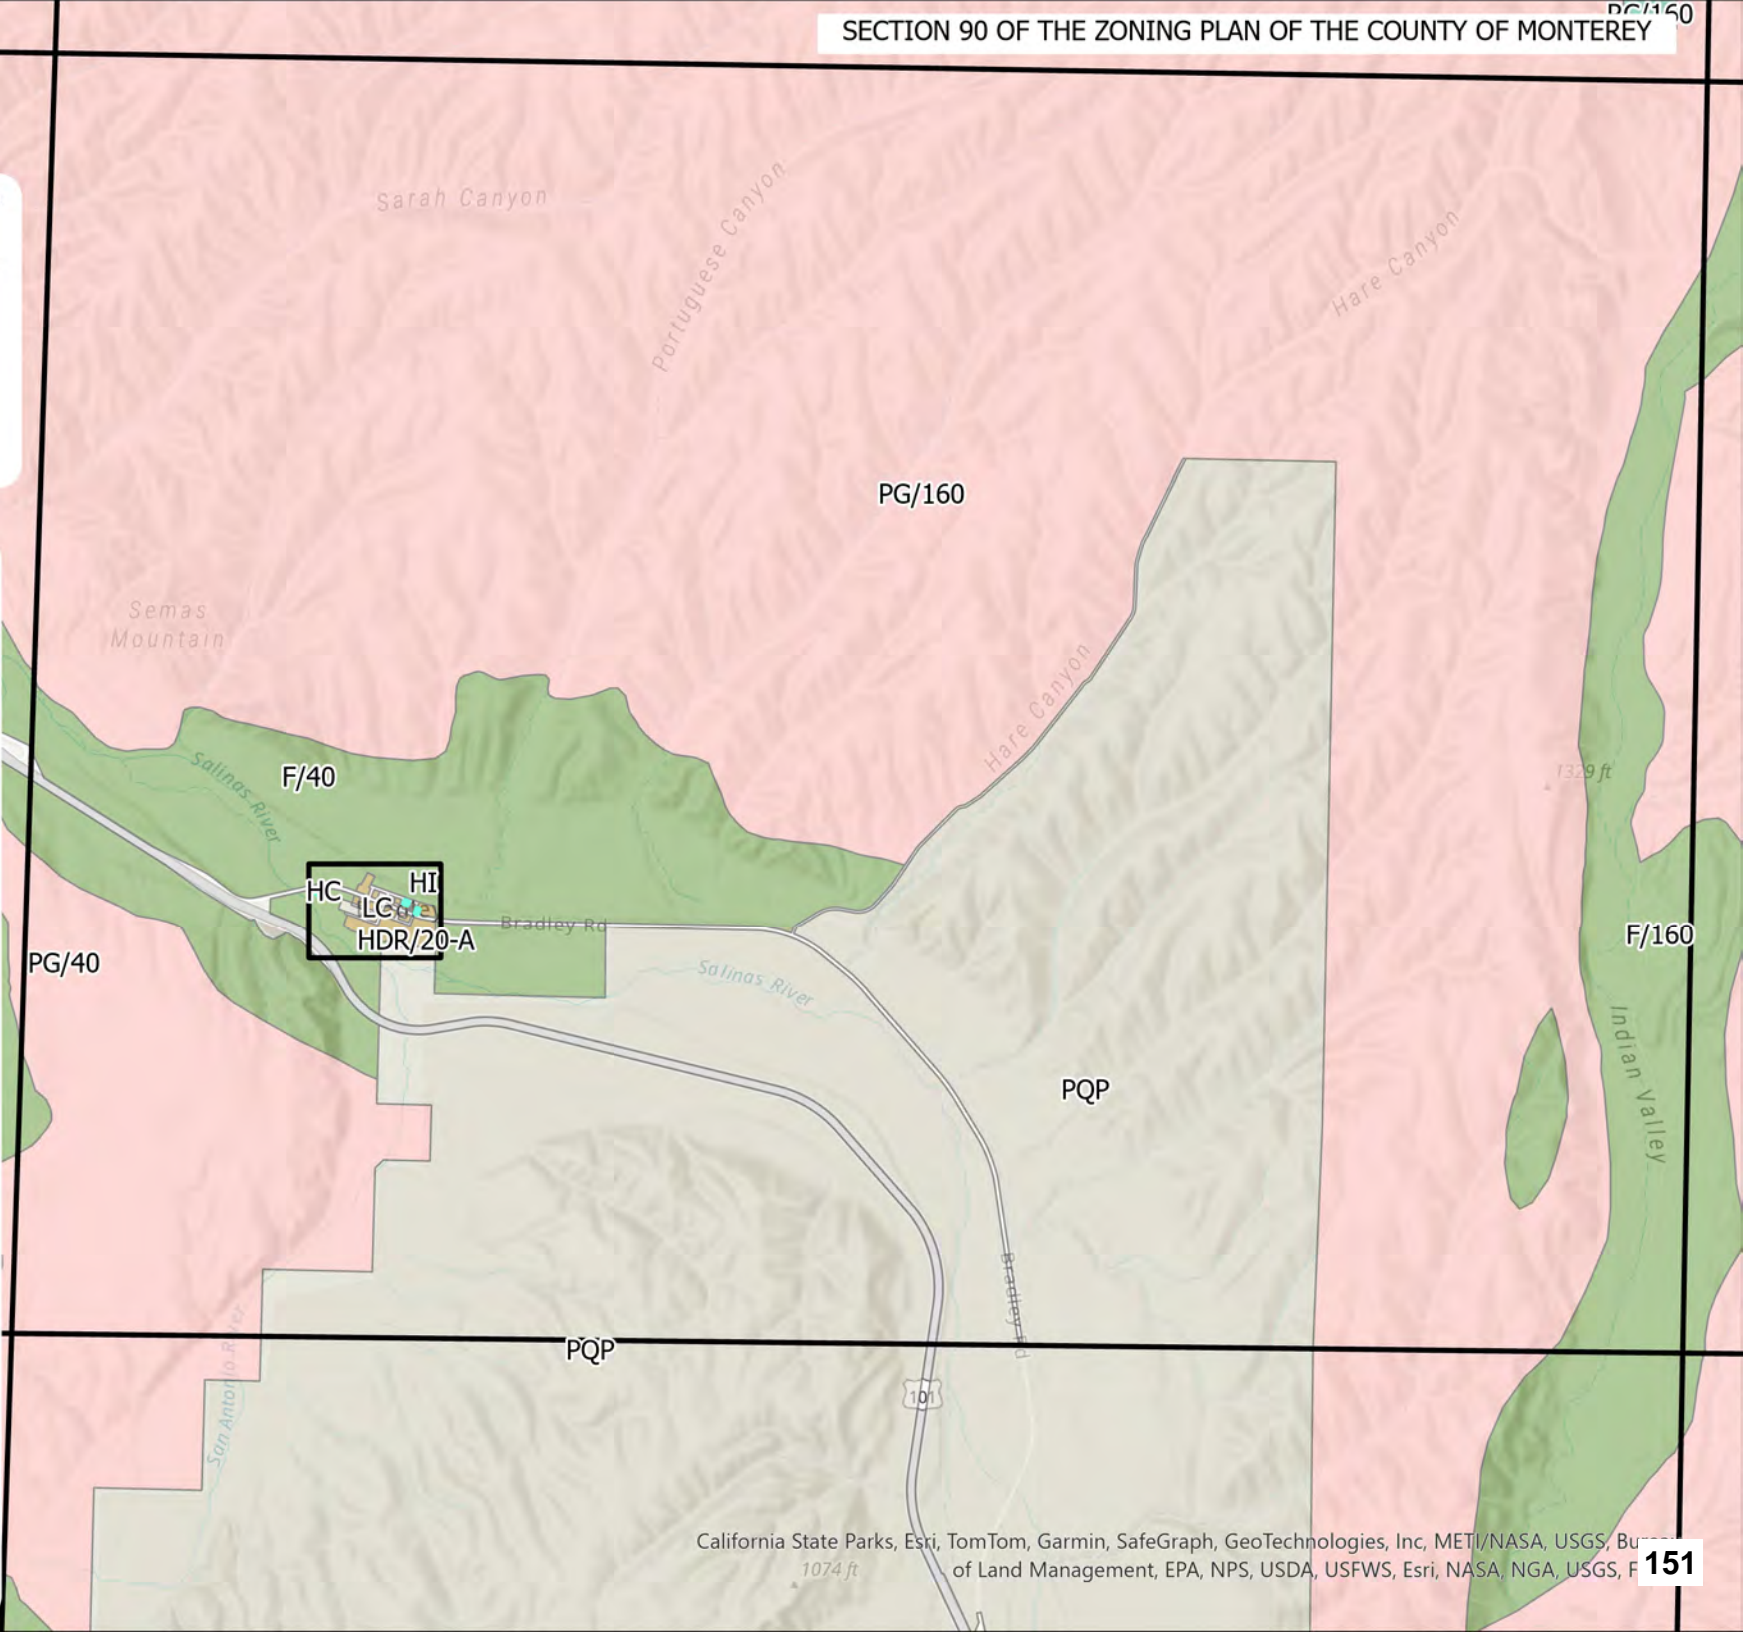 PG/160
SECTION 90 OF THE ZONING PLAN OF THE COUNTY OF MONTEREY
Sarah Canyon
Portuguese Canyon
Hare Canyon
PG/160
Semas
Mountain
Hare Canyon
Salinas River
F/40
1329 ft
HC
HI
LC
Bradley Rd
HDR/20-A
F/160
PG/40
Salinas River
Indian Valley
PQP
Bradley Rd
San Antonio River
PQP
101
California State Parks, Esri, TomTom, Garmin, SafeGraph, GeoTechnologies, Inc, METI/NASA, USGS,
of Land Management, EPA, NPS, USDA, USFWS, Esri, NASA, NGA, USGS, F
1074 ft
151